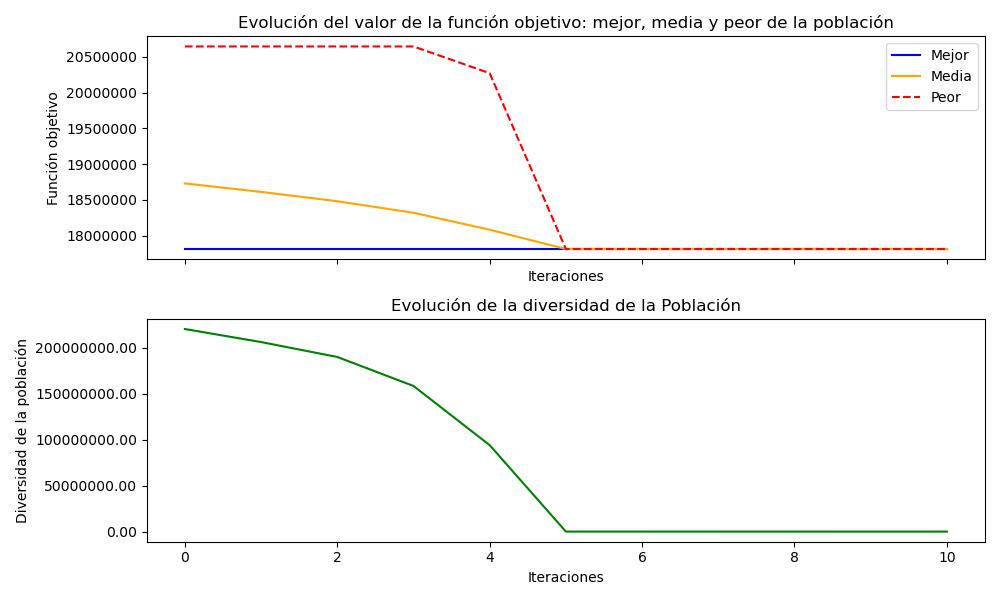 Evolución del valor de la función objetivo: mejor, media y peor de la población
Función objetivo
20500000
20000000
19500000
19000000
18500000
18000000
Mejor
Media
Peor
Iteraciones
Evolución de la diversidad de la Población
Diversidad de la población
200000000.00
150000000.00
100000000.00
50000000.00
0.00
0 2 4 6 8 10
Iteraciones